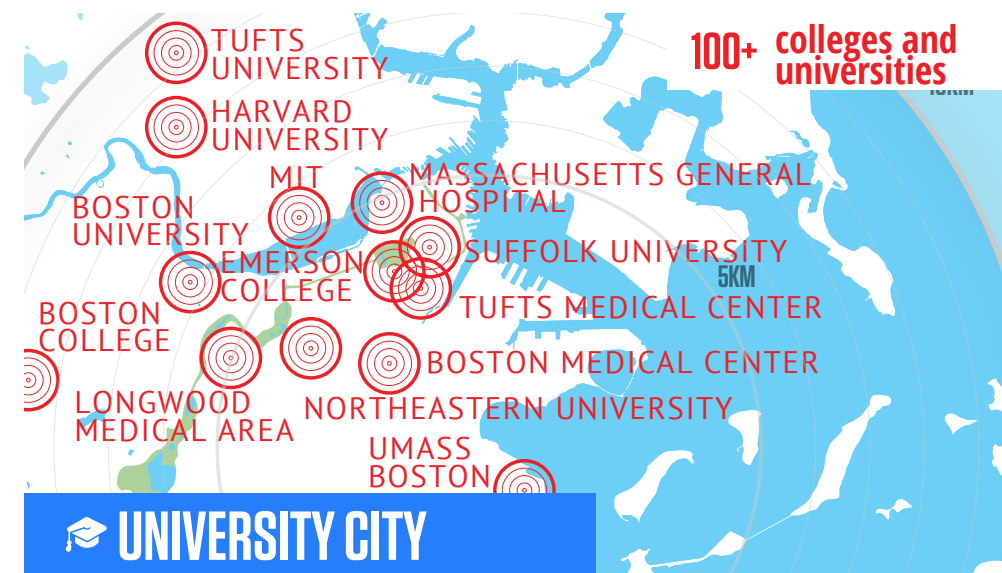 TUFTS
UNIVERSITY
100+ colleges and
universities
HARVARD
UNIVERSITY
MIT
MASSACHUSETTS GENERAL
HOSPITAL
BOSTON
UNIVERSITY
SUFFOLK UNIVERSITY
EMERSON
COLLEGE
5KM
TUFTS MEDICAL CENTER
BOSTON
COLLEGE
BOSTON MEDICAL CENTER
LONGWOOD
MEDICAL AREA
NORTHEASTERN UNIVERSITY
UMASS
BOSTON
UNIVERSITY CITY